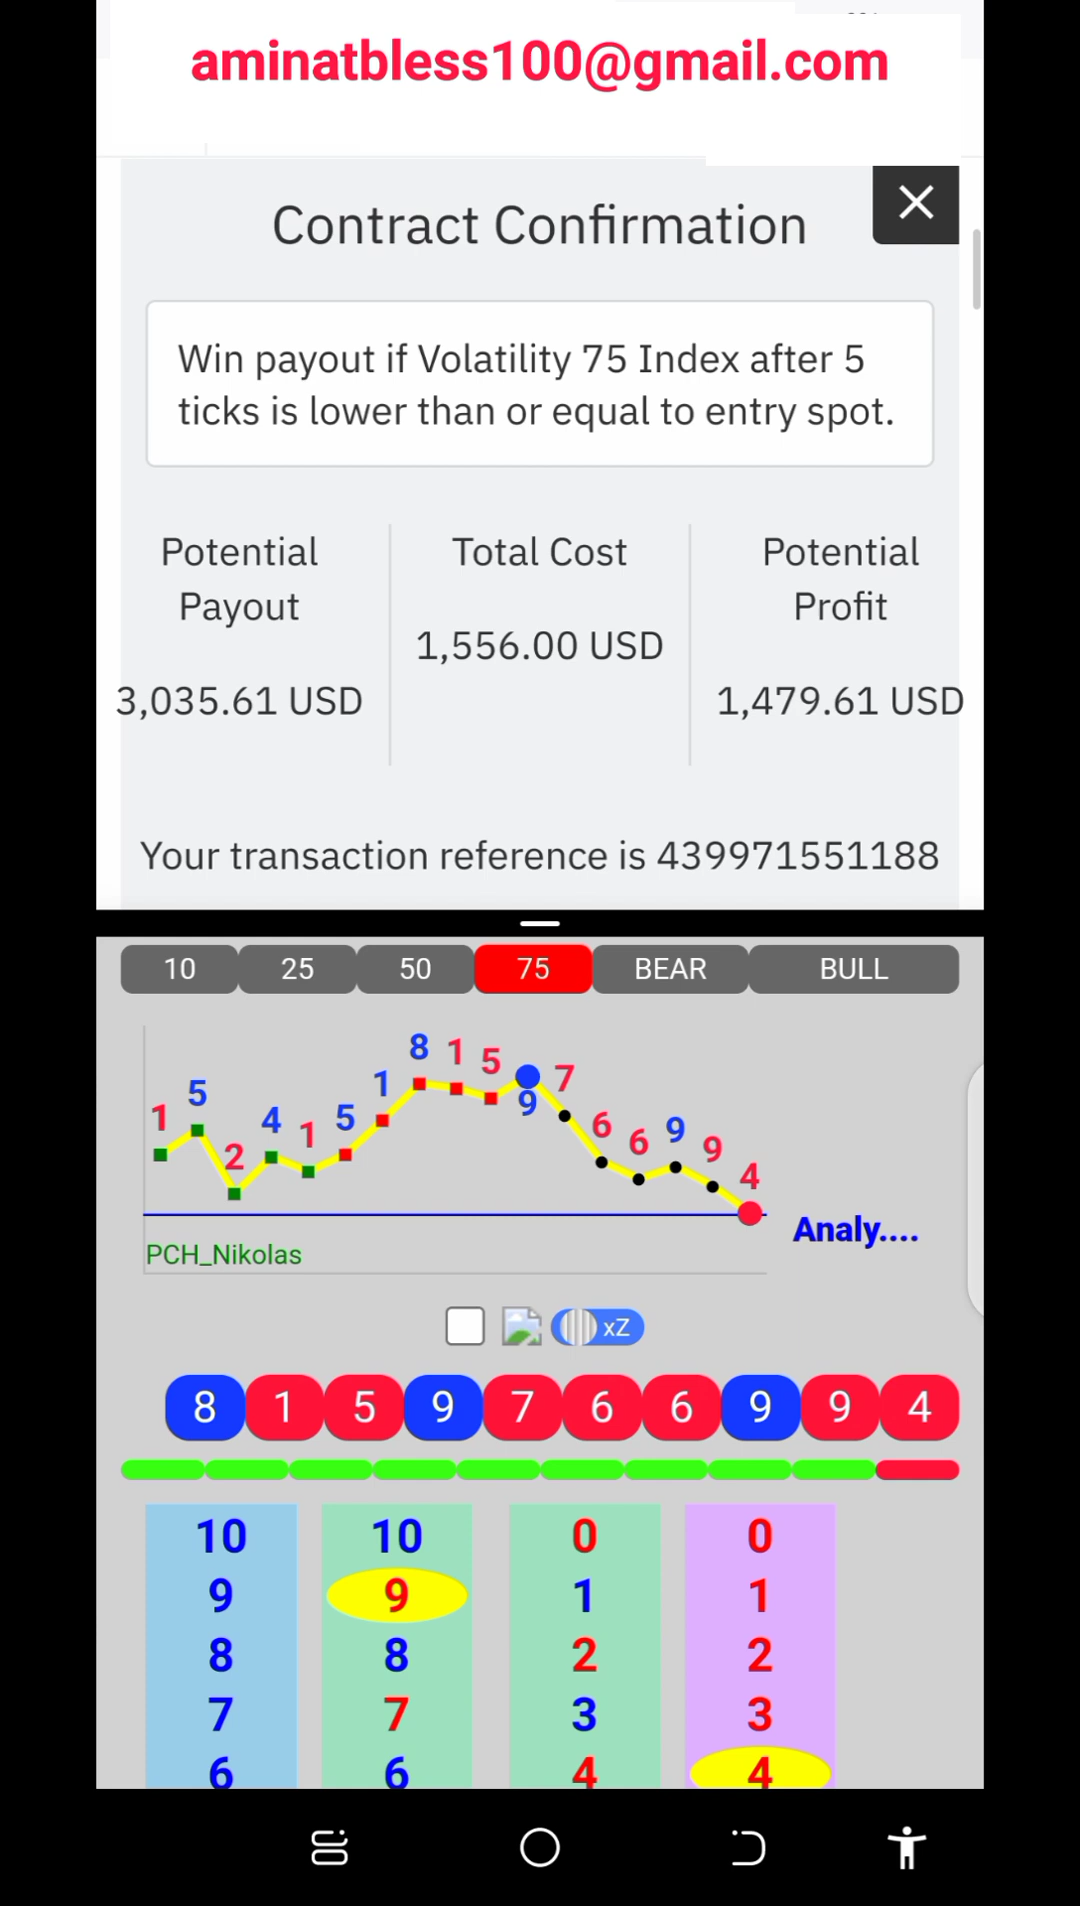 aminatbless100@gmail.com
Contract Confirmation
Win payout if Volatility 75 Index after 5
ticks is lower than or equal to entry spot.
Potential Payout
3,035.61 USD
Total Cost
1,556.00 USD
Potential Profit
1,479.61 USD
Your transaction reference is 439971551188
10 25 50 75 BEAR BULL
1 5 2 4 1 5 1 8 1 5 9 7 6 6 9 9 4
Analy....
PCH_Nikolas
xZ
8 1 5 9 7 6 6 9 9 4
10 10 0 0
9 9 1 1
8 8 2 2
7 7 3 3
6 6 4 4